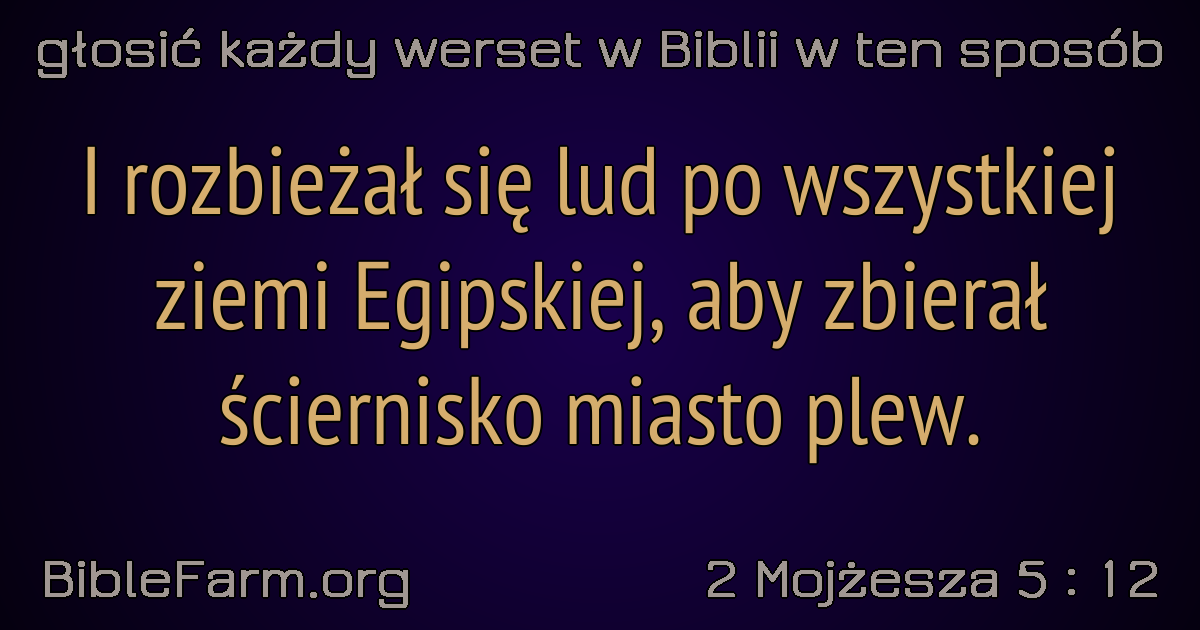 głosić każdy werset w Biblii w ten sposób
I rozbieżał się lud po wszystkiej
ziemi Egipskiej, aby zbierał
ściernisko miasto plew.
BibleFarm.org
2 Mojżesza 5 : 12